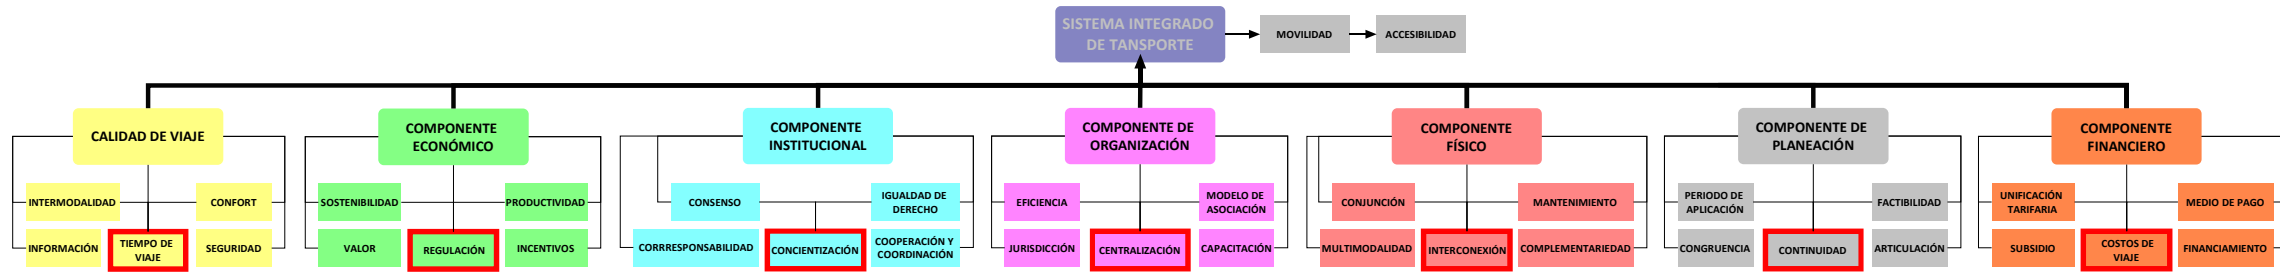 SISTEMA INTEGRADO
DE TANSPORTE
MOVILIDAD
ACCESIBILIDAD
CALIDAD DE VIAJE
INTERMODALIDAD
CONFORT
INFORMACIÓN
TIEMPO DE
VIAJE
SEGURIDAD
COMPONENTE
ECONÓMICO
SOSTENIBILIDAD
PRODUCTIVIDAD
VALOR
REGULACIÓN
INCENTIVOS
COMPONENTE
INSTITUCIONAL
CONSENSO
IGUALDAD DE
DERECHO
CORRRESPONSABILIDAD
CONCIENTIZACIÓN
COOPERACIÓN Y
COORDINACIÓN
COMPONENTE DE
ORGANIZACIÓN
EFICIENCIA
MODELO DE
ASOCIACIÓN
JURISDICCIÓN
CENTRALIZACIÓN
CAPACITACIÓN
COMPONENTE
FÍSICO
CONJUNCIÓN
MANTENIMIENTO
MULTIMODALIDAD
INTERCONEXIÓN
COMPLEMENTARIEDAD
COMPONENTE DE
PLANEACIÓN
PERIODO DE
APLICACIÓN
FACTIBILIDAD
CONGRUENCIA
CONTINUIDAD
ARTICULACIÓN
COMPONENTE
FINANCIERO
UNIFICACIÓN
TARIFARIA
MEDIO DE PAGO
SUBSIDIO
COSTOS DE
VIAJE
FINANCIAMIENTO